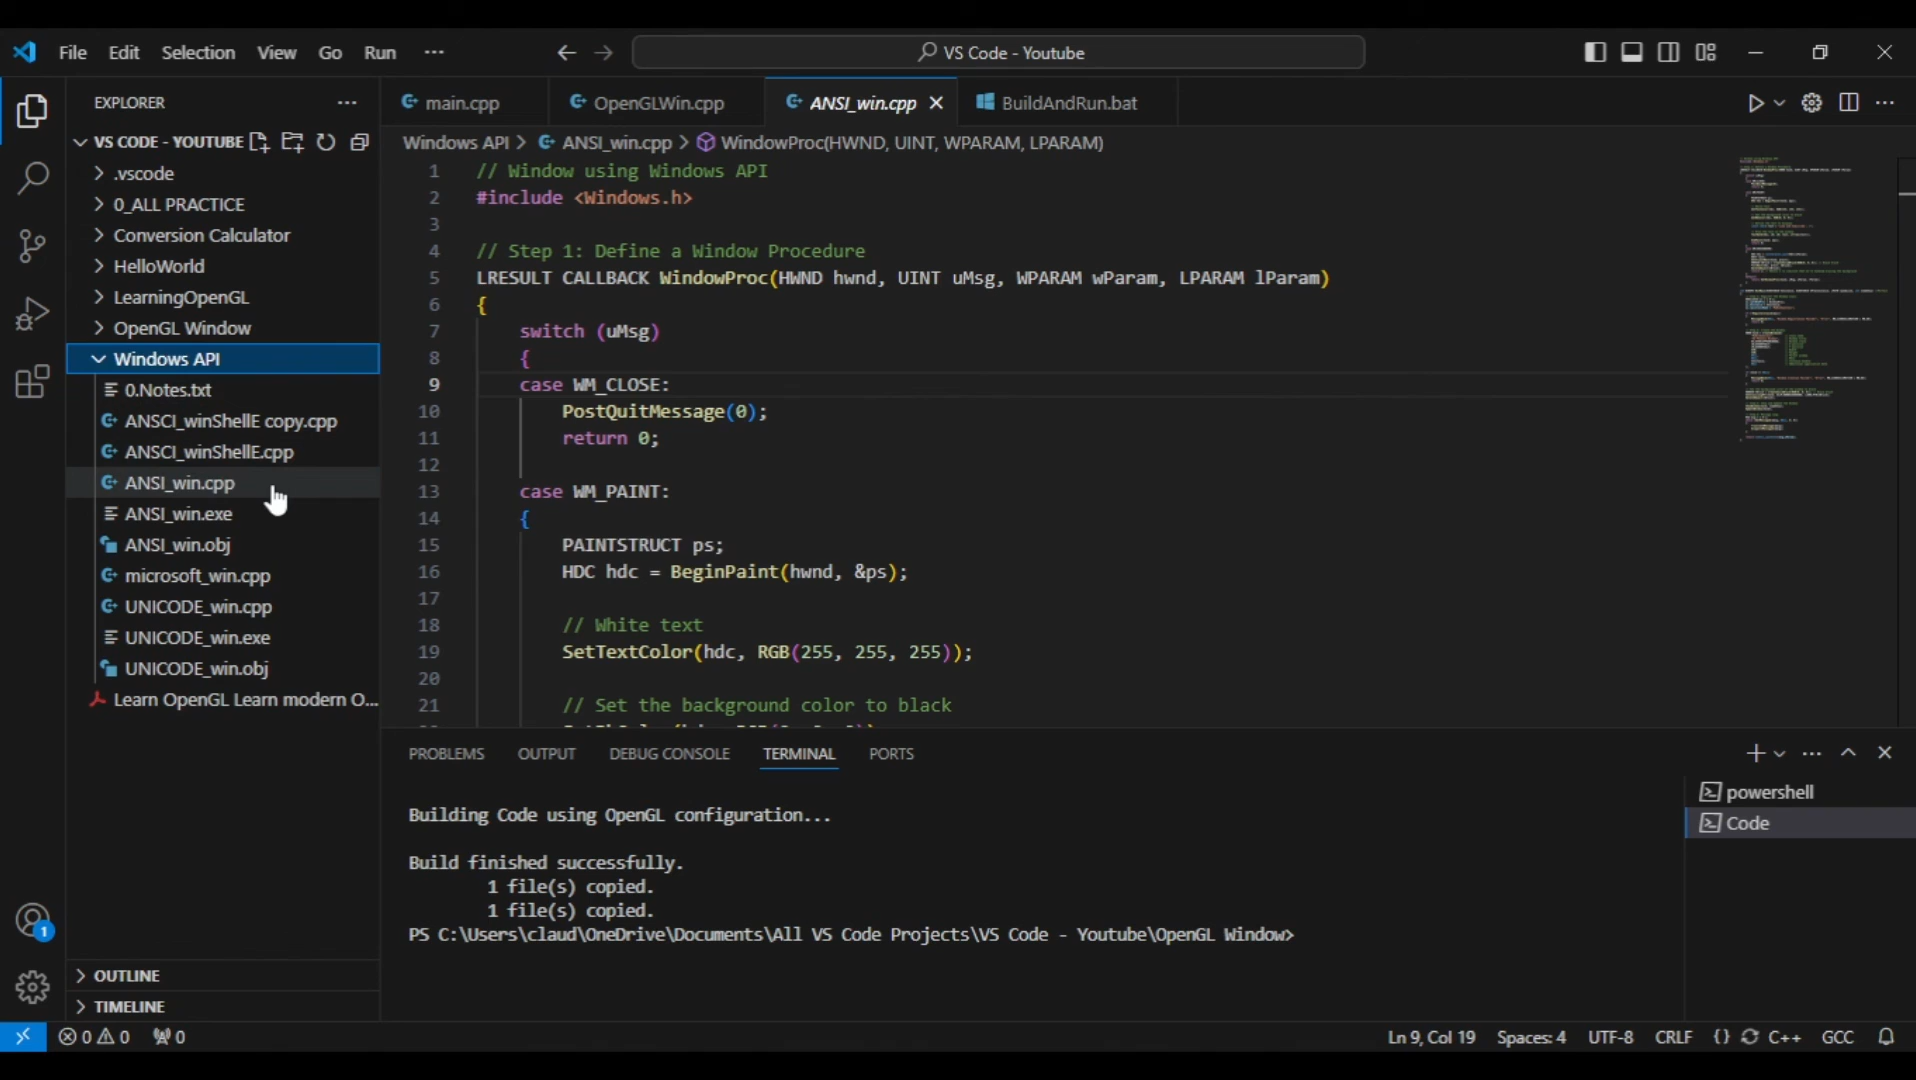 File Edit Selection View Go Run ···
VS Code - Youtube
EXPLORER
VS CODE - YOUTUBE
.vscode
0_ALL PRACTICE
Conversion Calculator
HelloWorld
LearningOpenGL
OpenGL Window
Windows API
0.Notes.txt
ANSCI_winShellE copy.cpp
ANSCI_winShellE.cpp
ANSI_win.cpp
ANSI_win.exe
ANSI_win.obj
microsoft_win.cpp
UNICODE_win.cpp
UNICODE_win.exe
UNICODE_win.obj
Learn OpenGL Learn modern O...
OUTLINE
TIMELINE
main.cpp OpenGLWin.cpp ANSI_win.cpp BuildAndRun.bat
Windows API > ANSI_win.cpp > WindowProc(HWND, UINT, WPARAM, LPARAM)
1 // Window using Windows API
2 #include <Windows.h>
3
4 // Step 1: Define a Window Procedure
5 LRESULT CALLBACK WindowProc(HWND hwnd, UINT uMsg, WPARAM wParam, LPARAM lParam)
6 {
7 switch (uMsg)
8 {
9 case WM_CLOSE:
10 PostQuitMessage(0);
11 return 0;
12
13 case WM_PAINT:
14 {
15 PAINTSTRUCT ps;
16 HDC hdc = BeginPaint(hwnd, &ps);
17
18 // White text
19 SetTextColor(hdc, RGB(255, 255, 255));
20
21 // Set the background color to black
PROBLEMS OUTPUT DEBUG CONSOLE TERMINAL PORTS
Building Code using OpenGL configuration...
Build finished successfully.
1 file(s) copied.
1 file(s) copied.
PS C:\Users\claud\OneDrive\Documents\All VS Code Projects\VS Code - Youtube\OpenGL Window>
powershell
Code
1
0 0 0
Ln 9, Col 19 Spaces: 4 UTF-8 CRLF {} C++ GCC